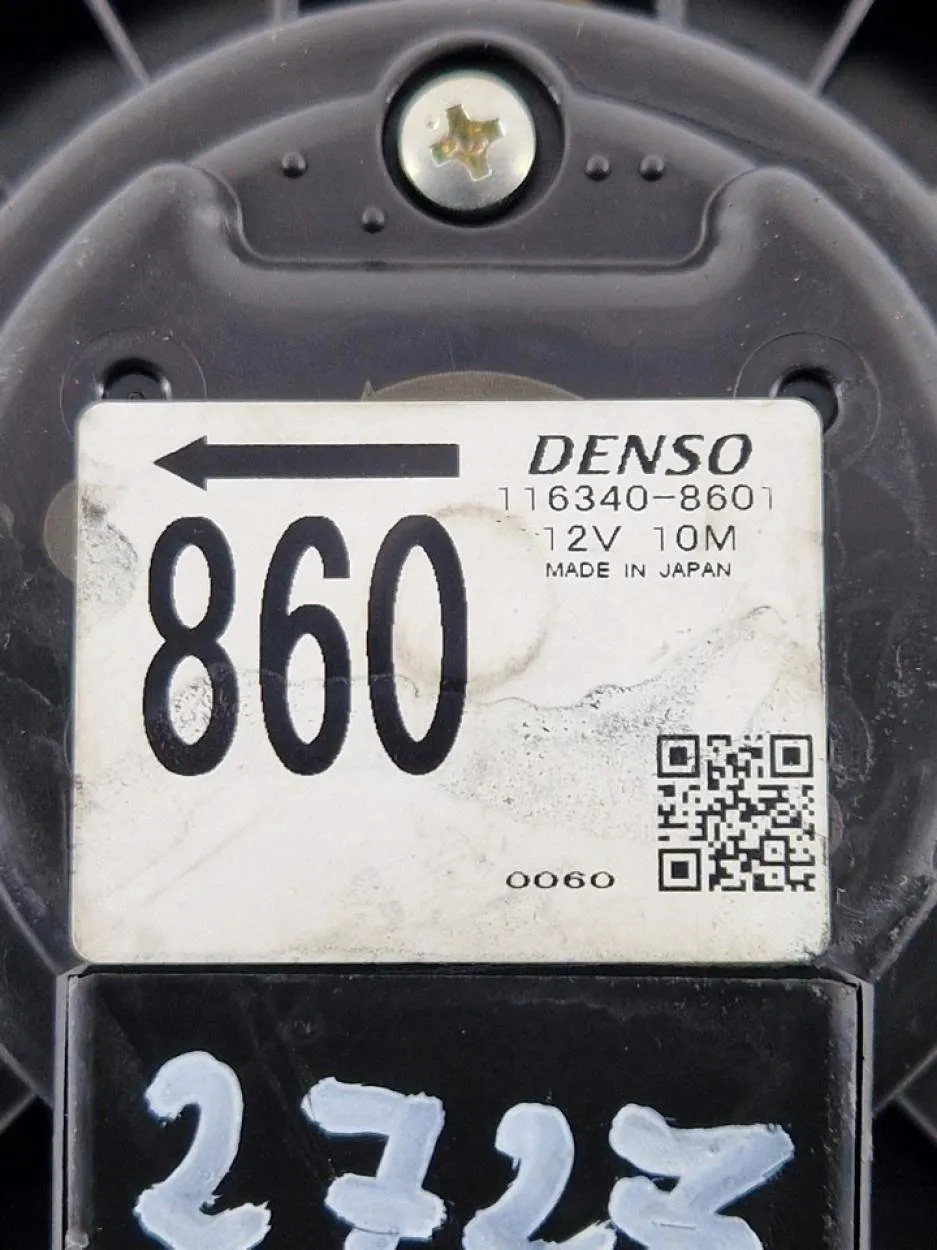 DENSO
116340-8601
12V 10M
MADE IN JAPAN
860
0060
2723